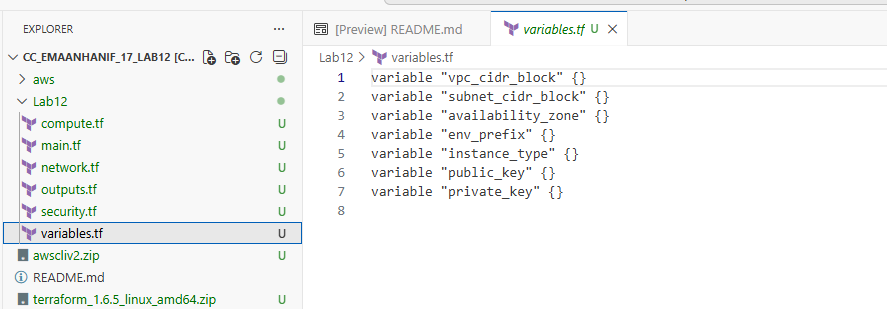 EXPLORER
···
CC_EMAANHANIF_17_LAB12 [C...
aws
Lab12
compute.tf U
main.tf U
network.tf U
outputs.tf U
security.tf U
variables.tf U
awscliv2.zip U
README.md
terraform_1.6.5_linux_amd64.zip U
[Preview] README.md
variables.tf U
Lab12 > variables.tf
1 variable "vpc_cidr_block" {}
2 variable "subnet_cidr_block" {}
3 variable "availability_zone" {}
4 variable "env_prefix" {}
5 variable "instance_type" {}
6 variable "public_key" {}
7 variable "private_key" {}
8